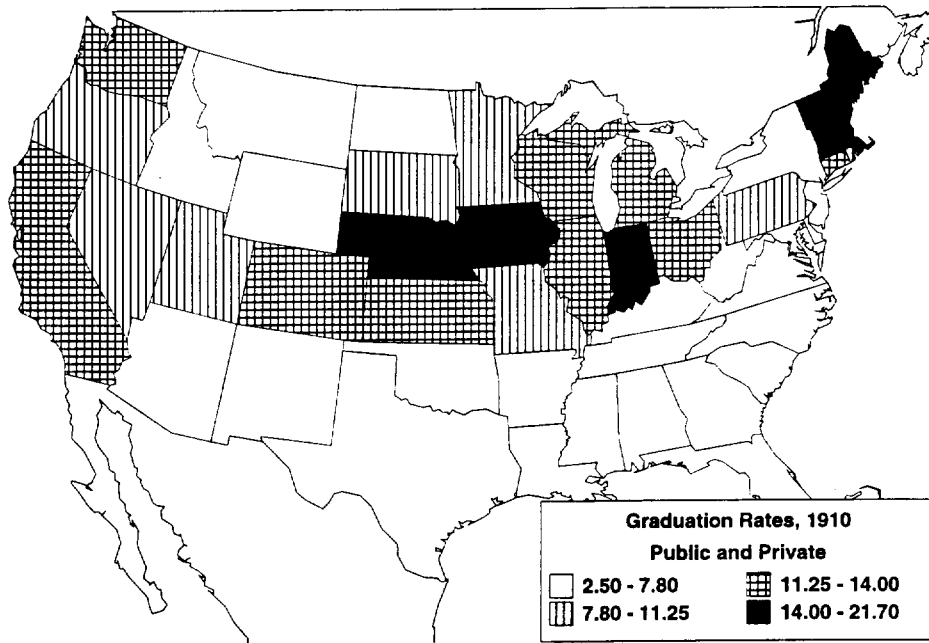 Graduation Rates, 1910
Public and Private
2.50 - 7.80
11.25 - 14.00
7.80 - 11.25
14.00 - 21.70